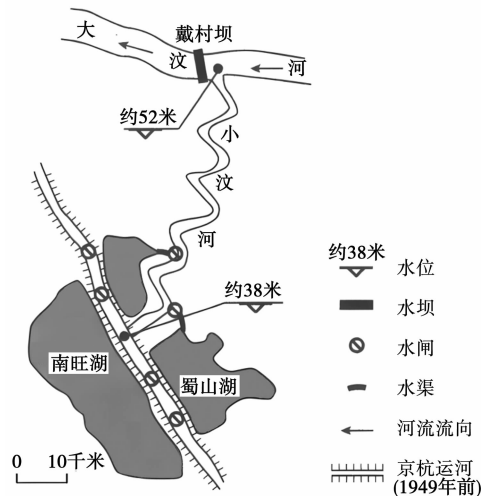 大
汶
河
戴村坝
约52米
小
汶
河
约38米
南旺湖
蜀山湖
0 10千米
约38米 水位
水坝
水闸
水渠
河流流向
京杭运河
(1949年前)